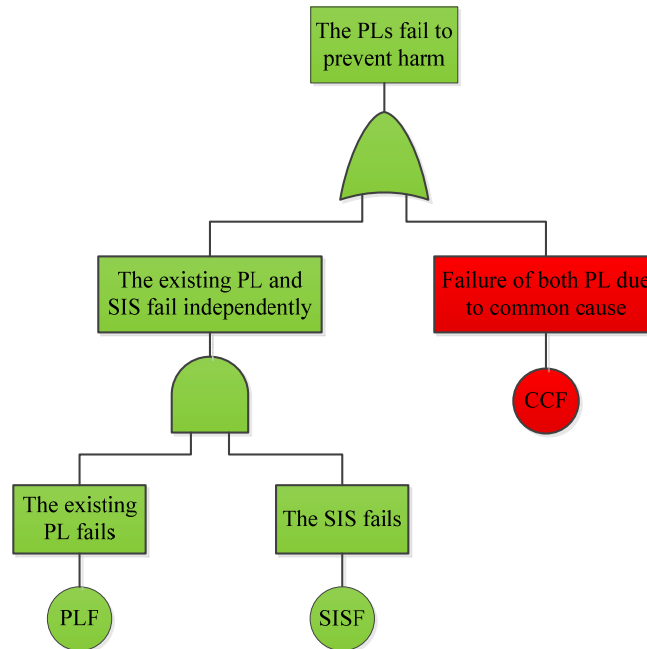 The PLs fail to
prevent harm
The existing PL and
SIS fail independently
Failure of both PL due
to common cause
CCF
The existing
PL fails
The SIS fails
PLF
SISF